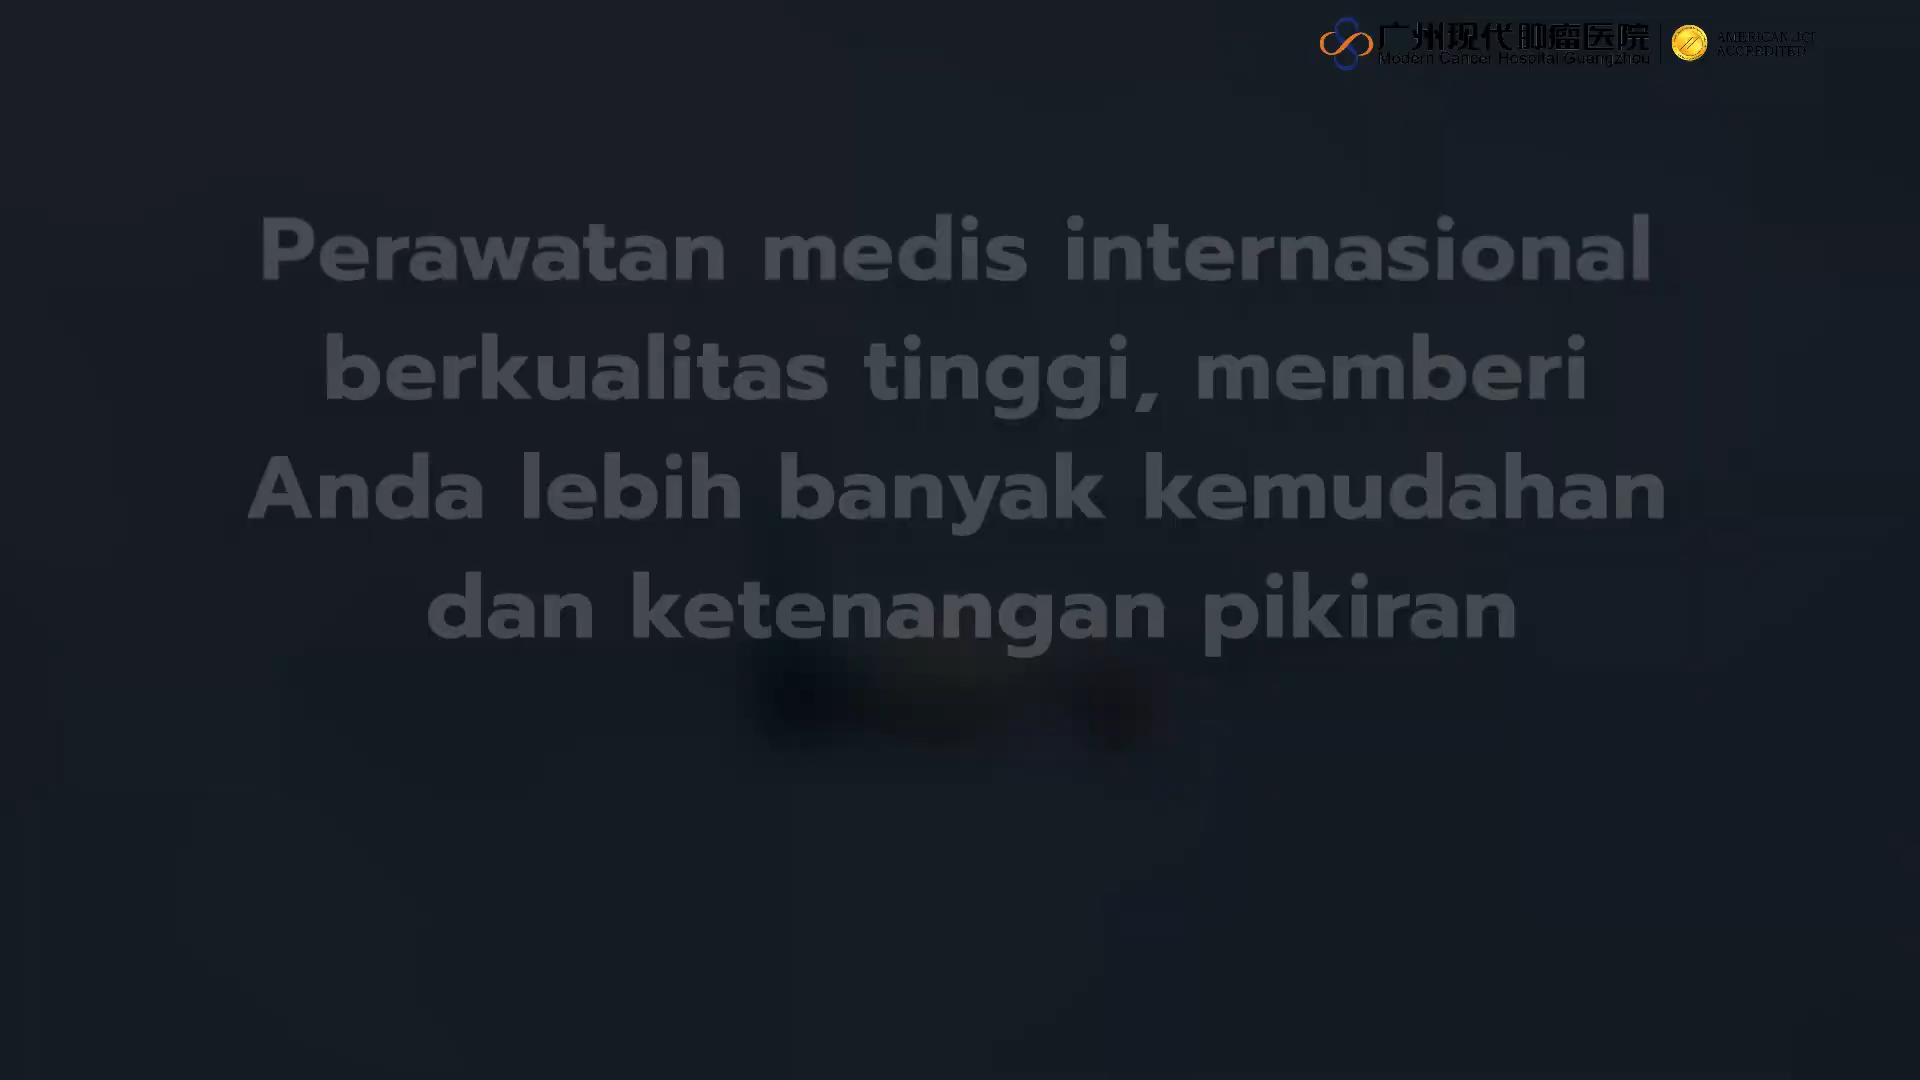 广州现代肿瘤医院
Modern Cancer Hospital Guangzhou
AMERICAN JCI
ACCREDITED
Perawatan medis internasional
berkualitas tinggi, memberi
Anda lebih banyak kemudahan
dan ketenangan pikiran